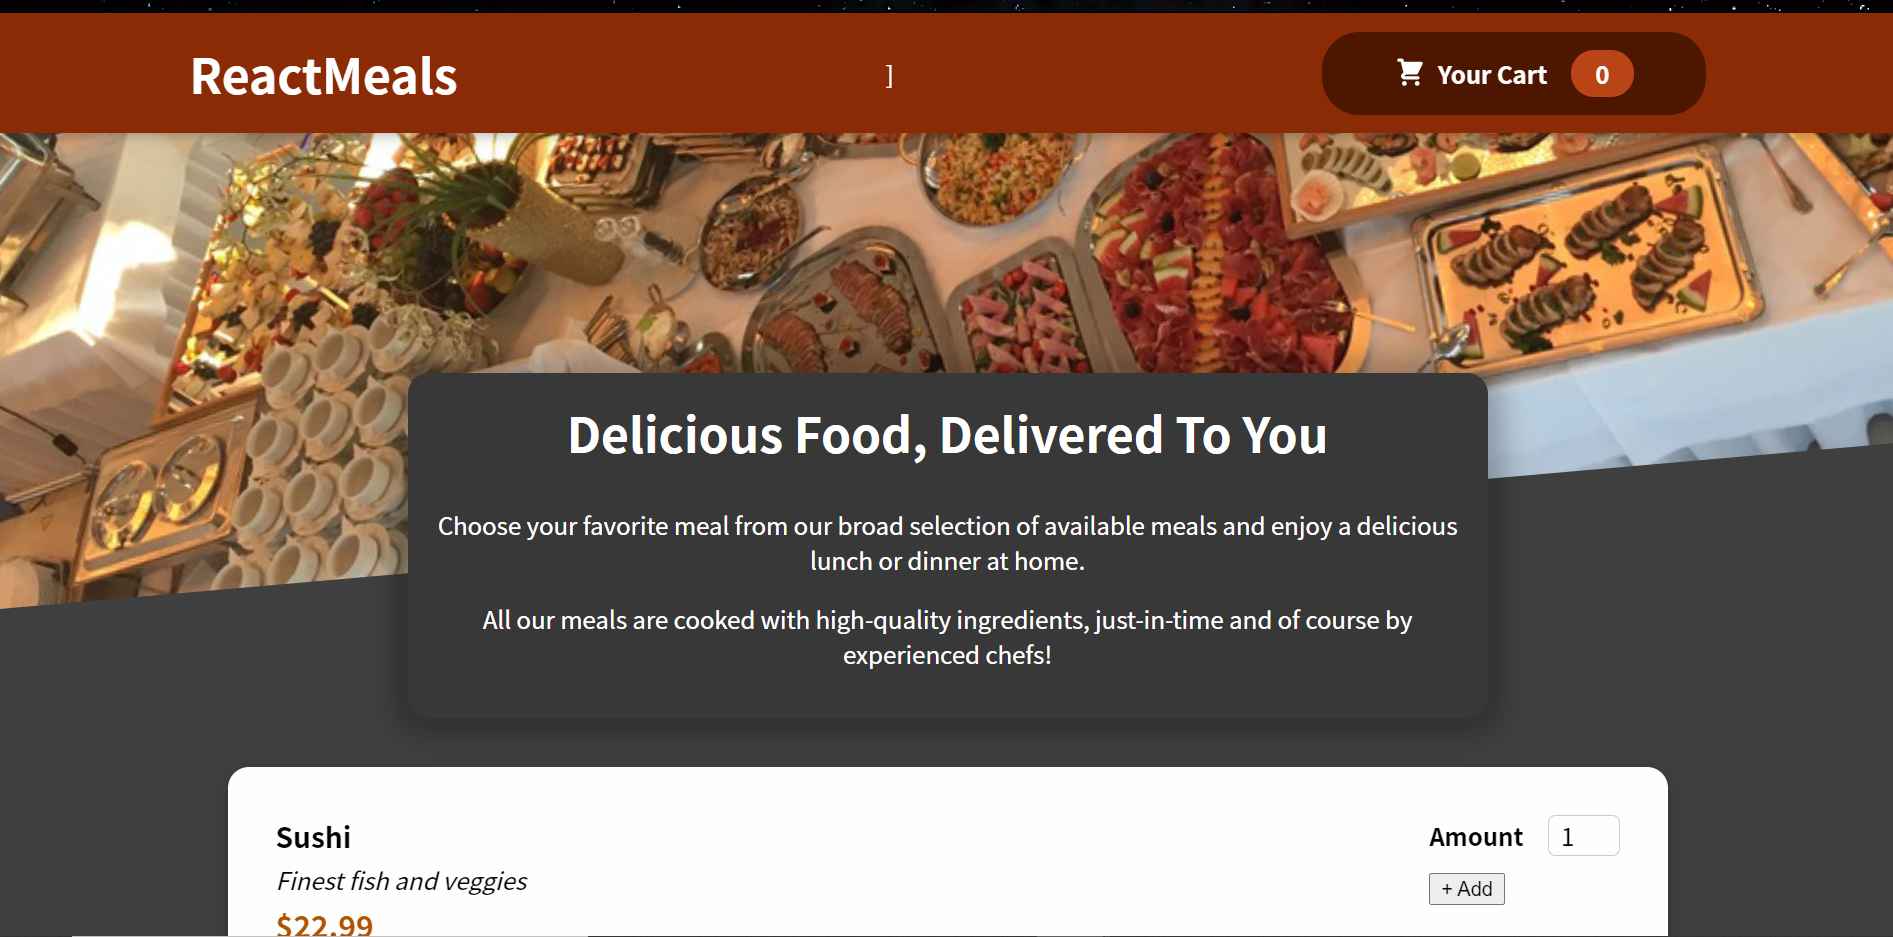 ReactMeals
]
Your Cart 0
Delicious Food, Delivered To You
Choose your favorite meal from our broad selection of available meals and enjoy a delicious
lunch or dinner at home.
All our meals are cooked with high-quality ingredients, just-in-time and of course by
experienced chefs!
Sushi
Finest fish and veggies
$22.99
Amount 1
+ Add